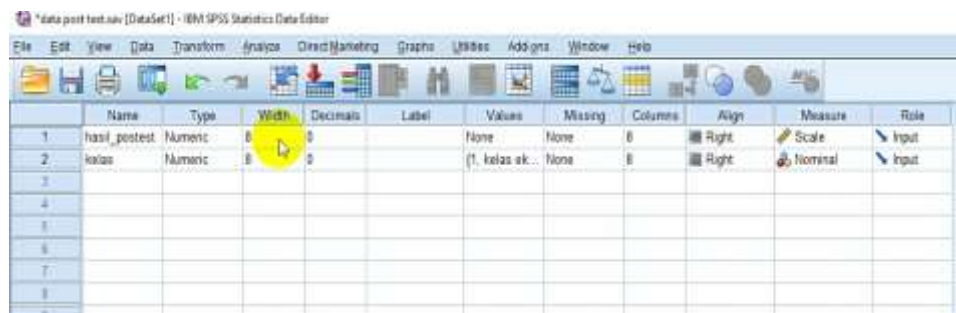 *data post test.sav [DataSet1] - IBM SPSS Statistics Data Editor
File Edit View Data Transform Analyze Direct Marketing Graphs Utilities Add-ons Window Help
Name Type Width Decimals Label Values Missing Columns Align Measure Role
1 hasil_postest Numeric 8 0 None None 8 Right Scale Input
2 kelas Numeric 8 0 {1, kelas ek... None 8 Right Nominal Input
3
4
5
6
7
8